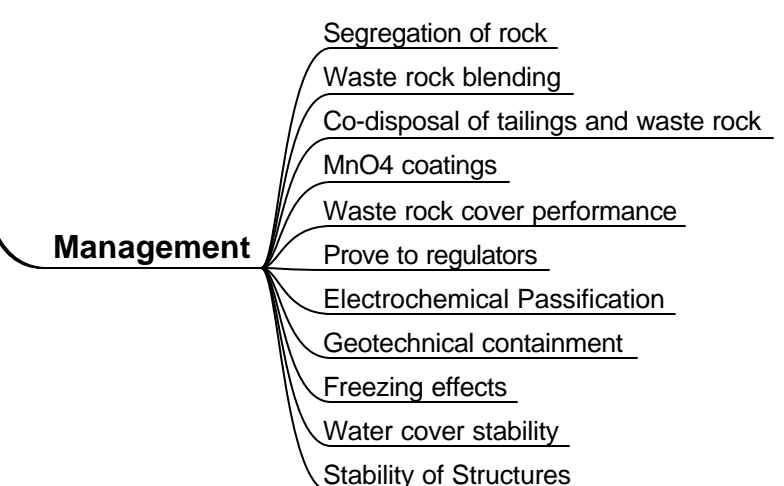 Segregation of rock
Waste rock blending
Co-disposal of tailings and waste rock
MnO4 coatings
Waste rock cover performance
Management
Prove to regulators
Electrochemical Passification
Geotechnical containment
Freezing effects
Water cover stability
Stability of Structures